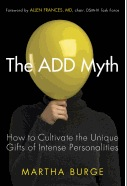 Foreword by ALLEN FRANCES, MD, chair, DSM-IV Task Force
The ADD Myth
How to Cultivate the Unique
Gifts of Intense Personalities
MARTHA BURGE